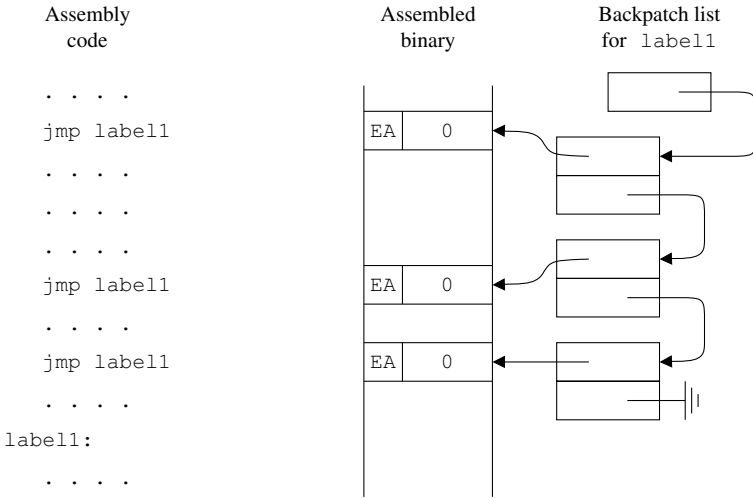 Assembly
code
Assembled
binary
Backpatch list
for label1
. . . .
jmp label1
EA 0
. . . .
. . . .
. . . .
jmp label1
EA 0
. . . .
jmp label1
EA 0
. . . .
label1:
. . . .